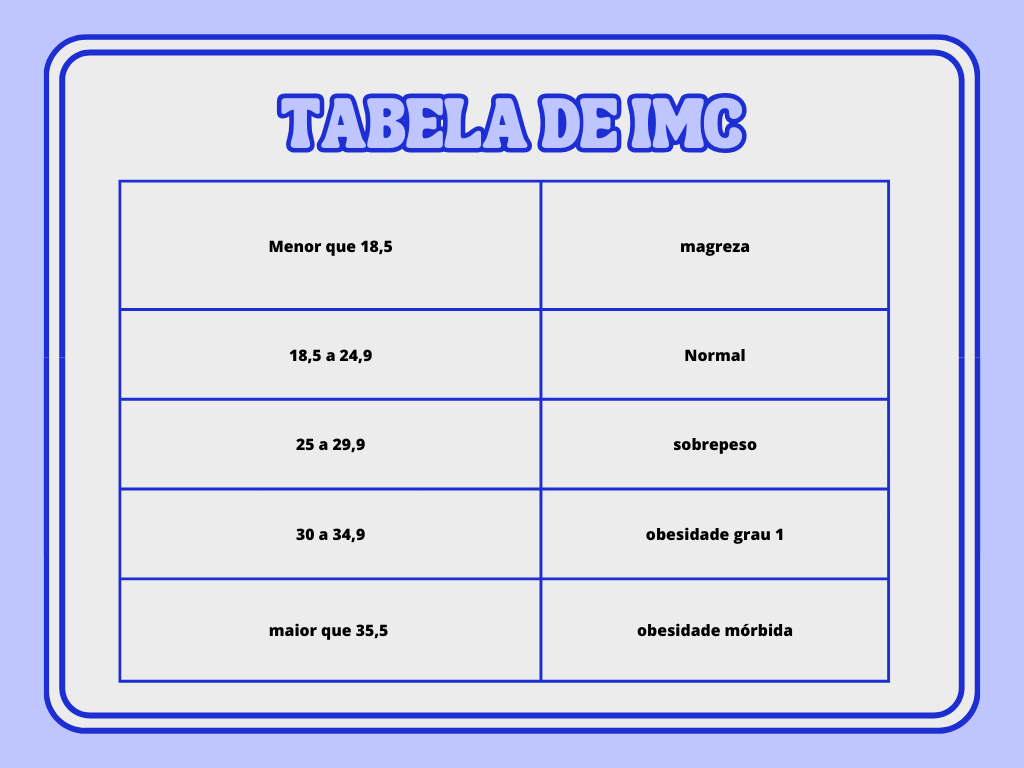 TABELA DE IMC
Menor que 18,5 magreza
18,5 a 24,9 Normal
25 a 29,9 sobrepeso
30 a 34,9 obesidade grau 1
maior que 35,5 obesidade mórbida